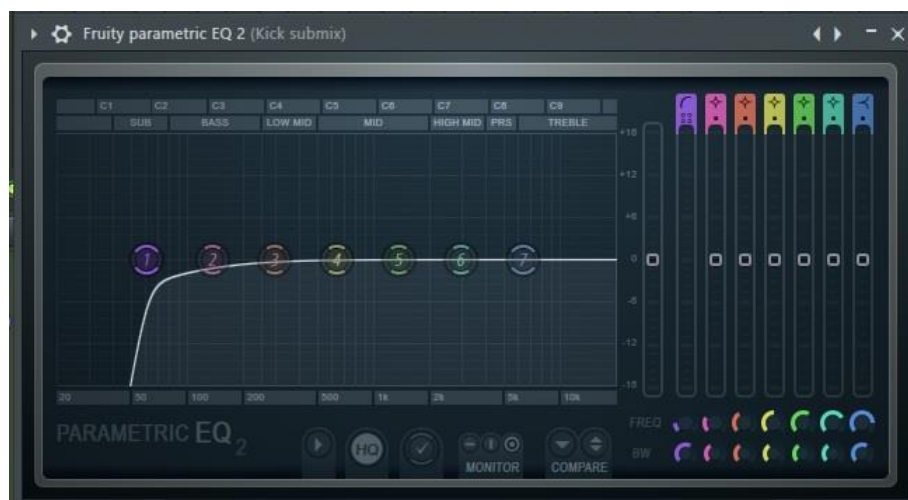 Fruity parametric EQ 2 (Kick submix)
C1 C2 C3 C4 C5 C6 C7 C8 C9
SUB BASS LOW MID MID HIGH MID PRS TREBLE
+18
+12
+6
1 2 3 4 5 6 7 0
-6
-12
-18
20 50 100 200 500 1k 2k 5k 10k
PARAMETRIC EQ 2
HQ
MONITOR
COMPARE
FREQ
BW